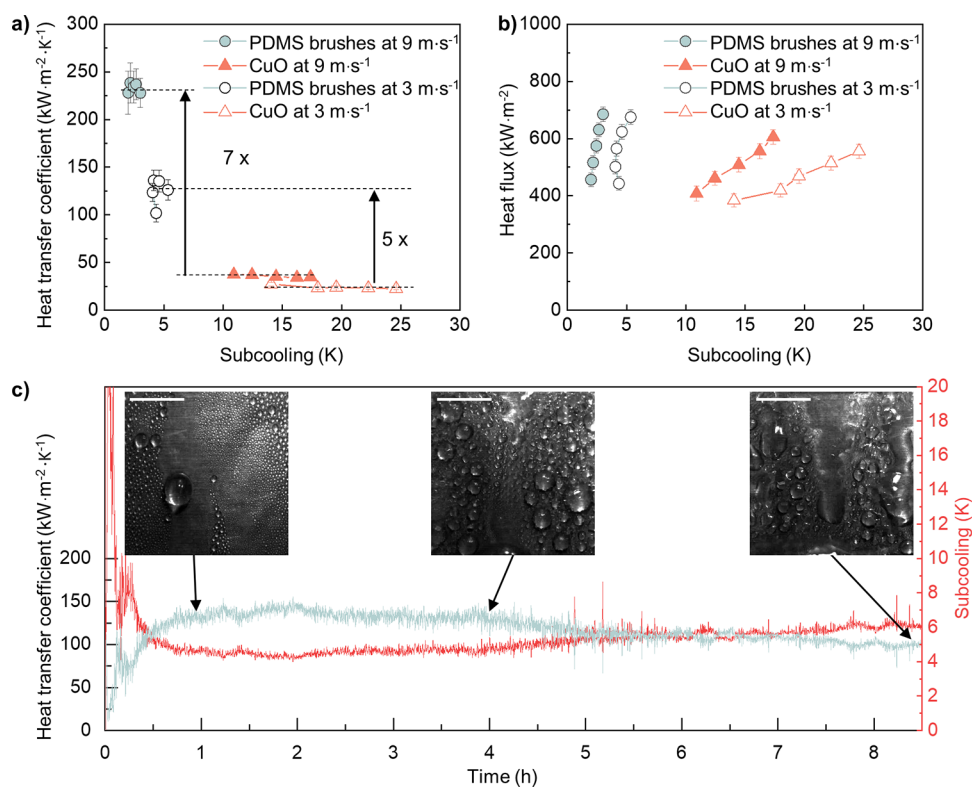 a)
Heat transfer coefficient (kW·m-2·K-1)
300
250
200
150
100
50
0
PDMS brushes at 9 m·s-1
CuO at 9 m·s-1
PDMS brushes at 3 m·s-1
CuO at 3 m·s-1
7 x
5 x
0 5 10 15 20 25 30
Subcooling (K)
b)
Heat flux (kW·m-2)
1000
800
600
400
200
0
PDMS brushes at 9 m·s-1
CuO at 9 m·s-1
PDMS brushes at 3 m·s-1
CuO at 3 m·s-1
0 5 10 15 20 25 30
Subcooling (K)
c)
Heat transfer coefficient (kW·m-2·K-1)
200
150
100
50
0
20
18
16
14
12
10
8
6
4
2
0
Subcooling (K)
0 1 2 3 4 5 6 7 8
Time (h)